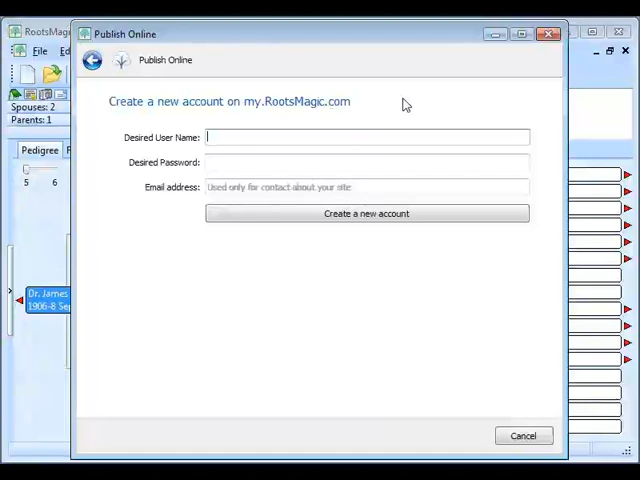 RootsMagic
Publish Online
File
Publish Online
Spouses: 2
Parents: 1
Create a new account on my.RootsMagic.com
Desired User Name:
Pedigree
Desired Password:
5 6
Email address: Used only for contact about your site
Create a new account
Dr. James
1906-8 Sep
Cancel